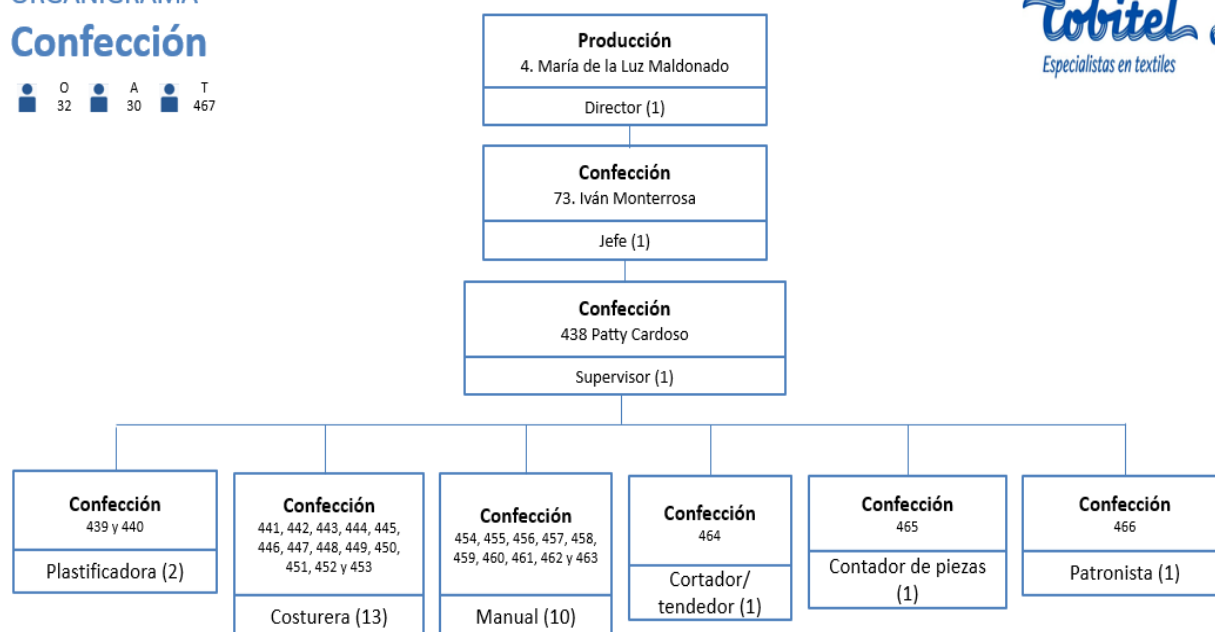 ORGANIGRAMA
Confección
O
32
A
30
T
467
Tobitel
Especialistas en textiles
Producción
4. María de la Luz Maldonado
Director (1)
Confección
73. Iván Monterrosa
Jefe (1)
Confección
438 Patty Cardoso
Supervisor (1)
Confección
439 y 440
Plastificadora (2)
Confección
441, 442, 443, 444, 445,
446, 447, 448, 449, 450,
451, 452 y 453
Costurera (13)
Confección
454, 455, 456, 457, 458,
459, 460, 461, 462 y 463
Manual (10)
Confección
464
Cortador/
tendedor (1)
Confección
465
Contador de piezas
(1)
Confección
466
Patronista (1)